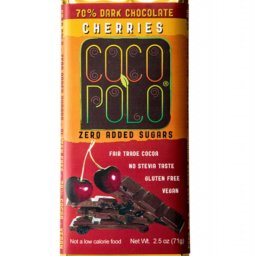 70% DARK CHOCOLATE
CHERRIES
COCO
POLO®
ZERO ADDED SUGARS
FAIR TRADE COCOA
NO STEVIA TASTE
GLUTEN FREE
VEGAN
Not a low calorie food Net Wt. 2.5 oz (71g)